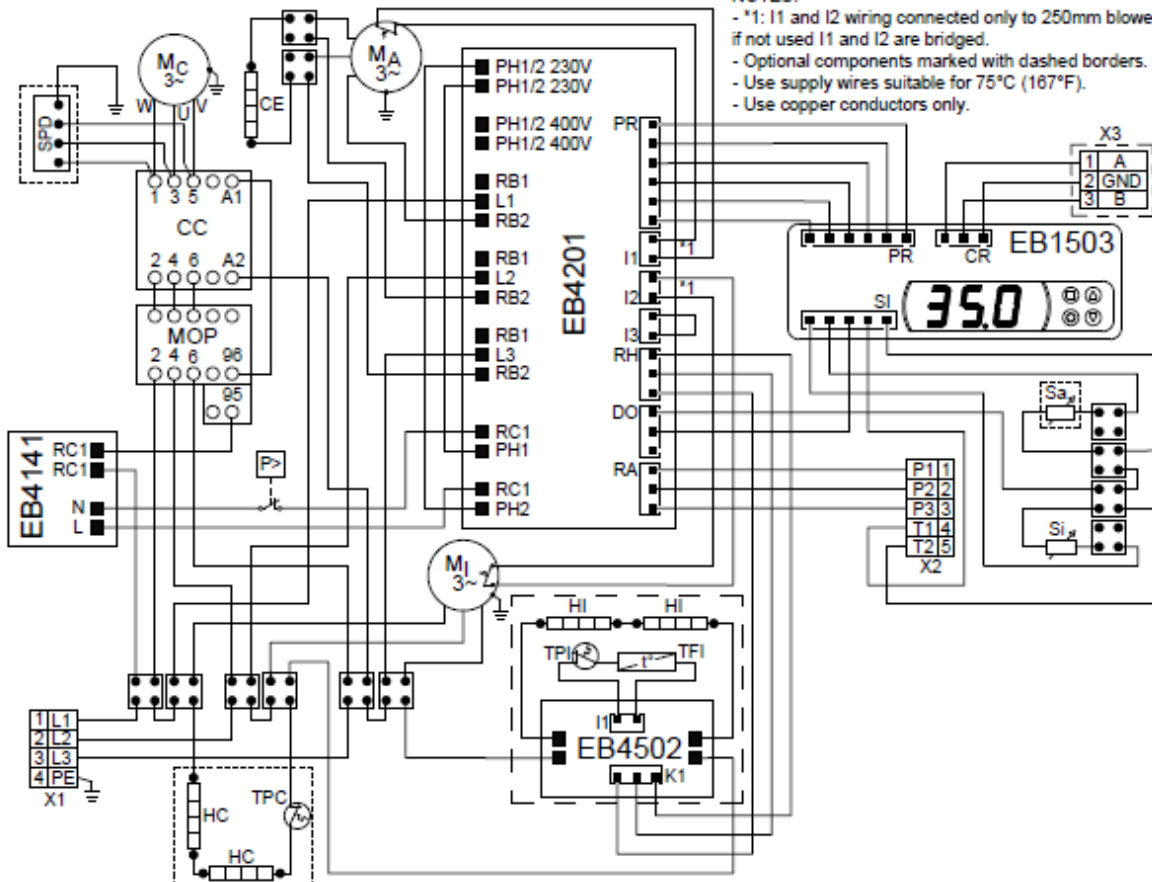 NOTES:
- *1: I1 and I2 wiring connected only to 250mm blowe
if not used I1 and I2 are bridged.
- Optional components marked with dashed borders.
- Use supply wires suitable for 75°C (167°F).
- Use copper conductors only.
MC
3~
W
U
V
SPD
CE
MA
3~
1 3 5 A1
CC
2 4 6 A2
MOP
2 4 6 96
95
EB4141
RC1
RC1
N
L
P>
EB4201
PH1/2 230V
PH1/2 230V
PH1/2 400V
PH1/2 400V
RB1
L1
RB2
RB1
L2
RB2
RB1
L3
RB2
RC1
PH1
RC1
PH2
PR
I1
*1
I2
*1
I3
RH
DO
RA
X3
1 A
2 GND
3 B
EB1503
PR
CR
SI
35.0
Sa
Si
P1 1
P2 2
P3 3
T1 4
T2 5
X2
MI
3~
HI
HI
TPI
t°
TFI
I1
EB4502
K1
1 L1
2 L2
3 L3
4 PE
X1
HC
TPC
HC